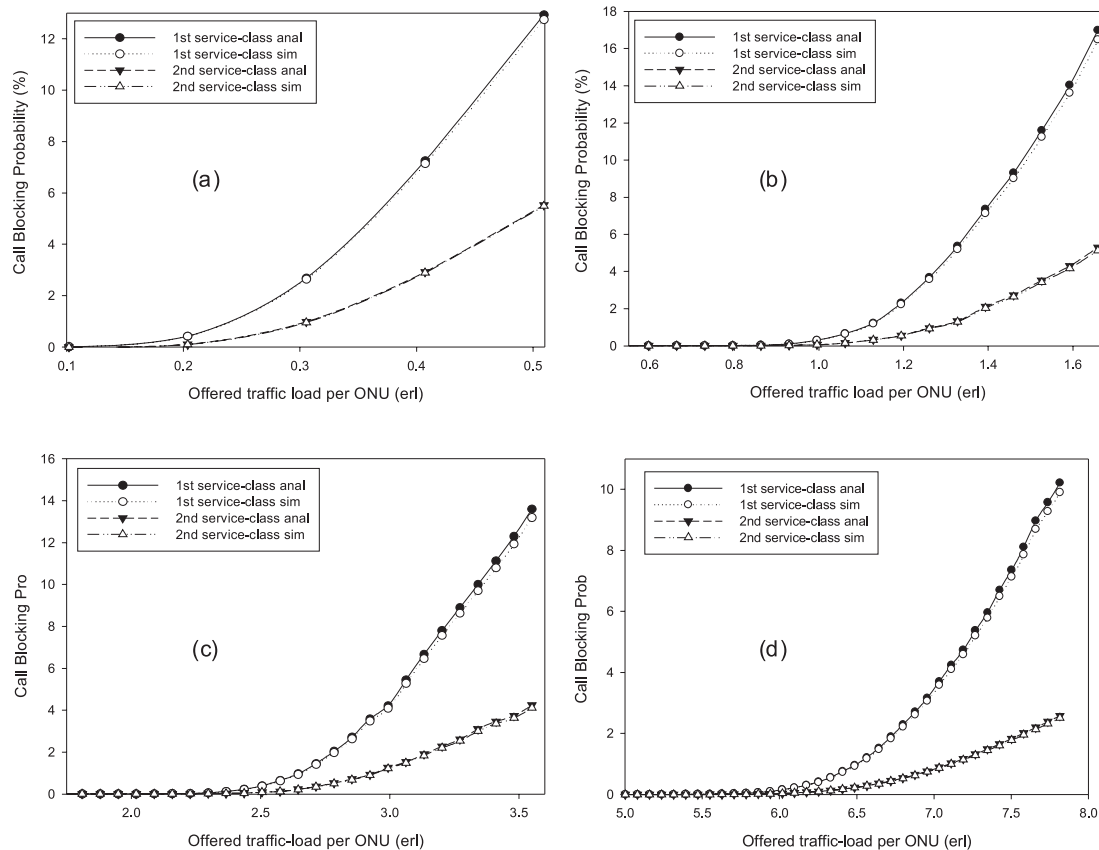 Call Blocking Probability (%)
12
10
8
6
4
2
0
1st service-class anal
1st service-class sim
2nd service-class anal
2nd service-class sim
(a)
0.1 0.2 0.3 0.4 0.5
Offered traffic load per ONU (erl)
Call Blocking Probability (%)
18
16
14
12
10
8
6
4
2
0
1st service-class anal
1st service-class sim
2nd service-class anal
2nd service-class sim
(b)
0.6 0.8 1.0 1.2 1.4 1.6
Offered traffic load per ONU (erl)
Call Blocking Pro
16
14
12
10
8
6
4
2
0
1st service-class anal
1st service-class sim
2nd service-class anal
2nd service-class sim
(c)
2.0 2.5 3.0 3.5
Offered traffic-load per ONU (erl)
Call Blocking Prob
10
8
6
4
2
0
1st service-class anal
1st service-class sim
2nd service-class anal
2nd service-class sim
(d)
5.0 5.5 6.0 6.5 7.0 7.5 8.0
Offered traffic-load per ONU (erl)